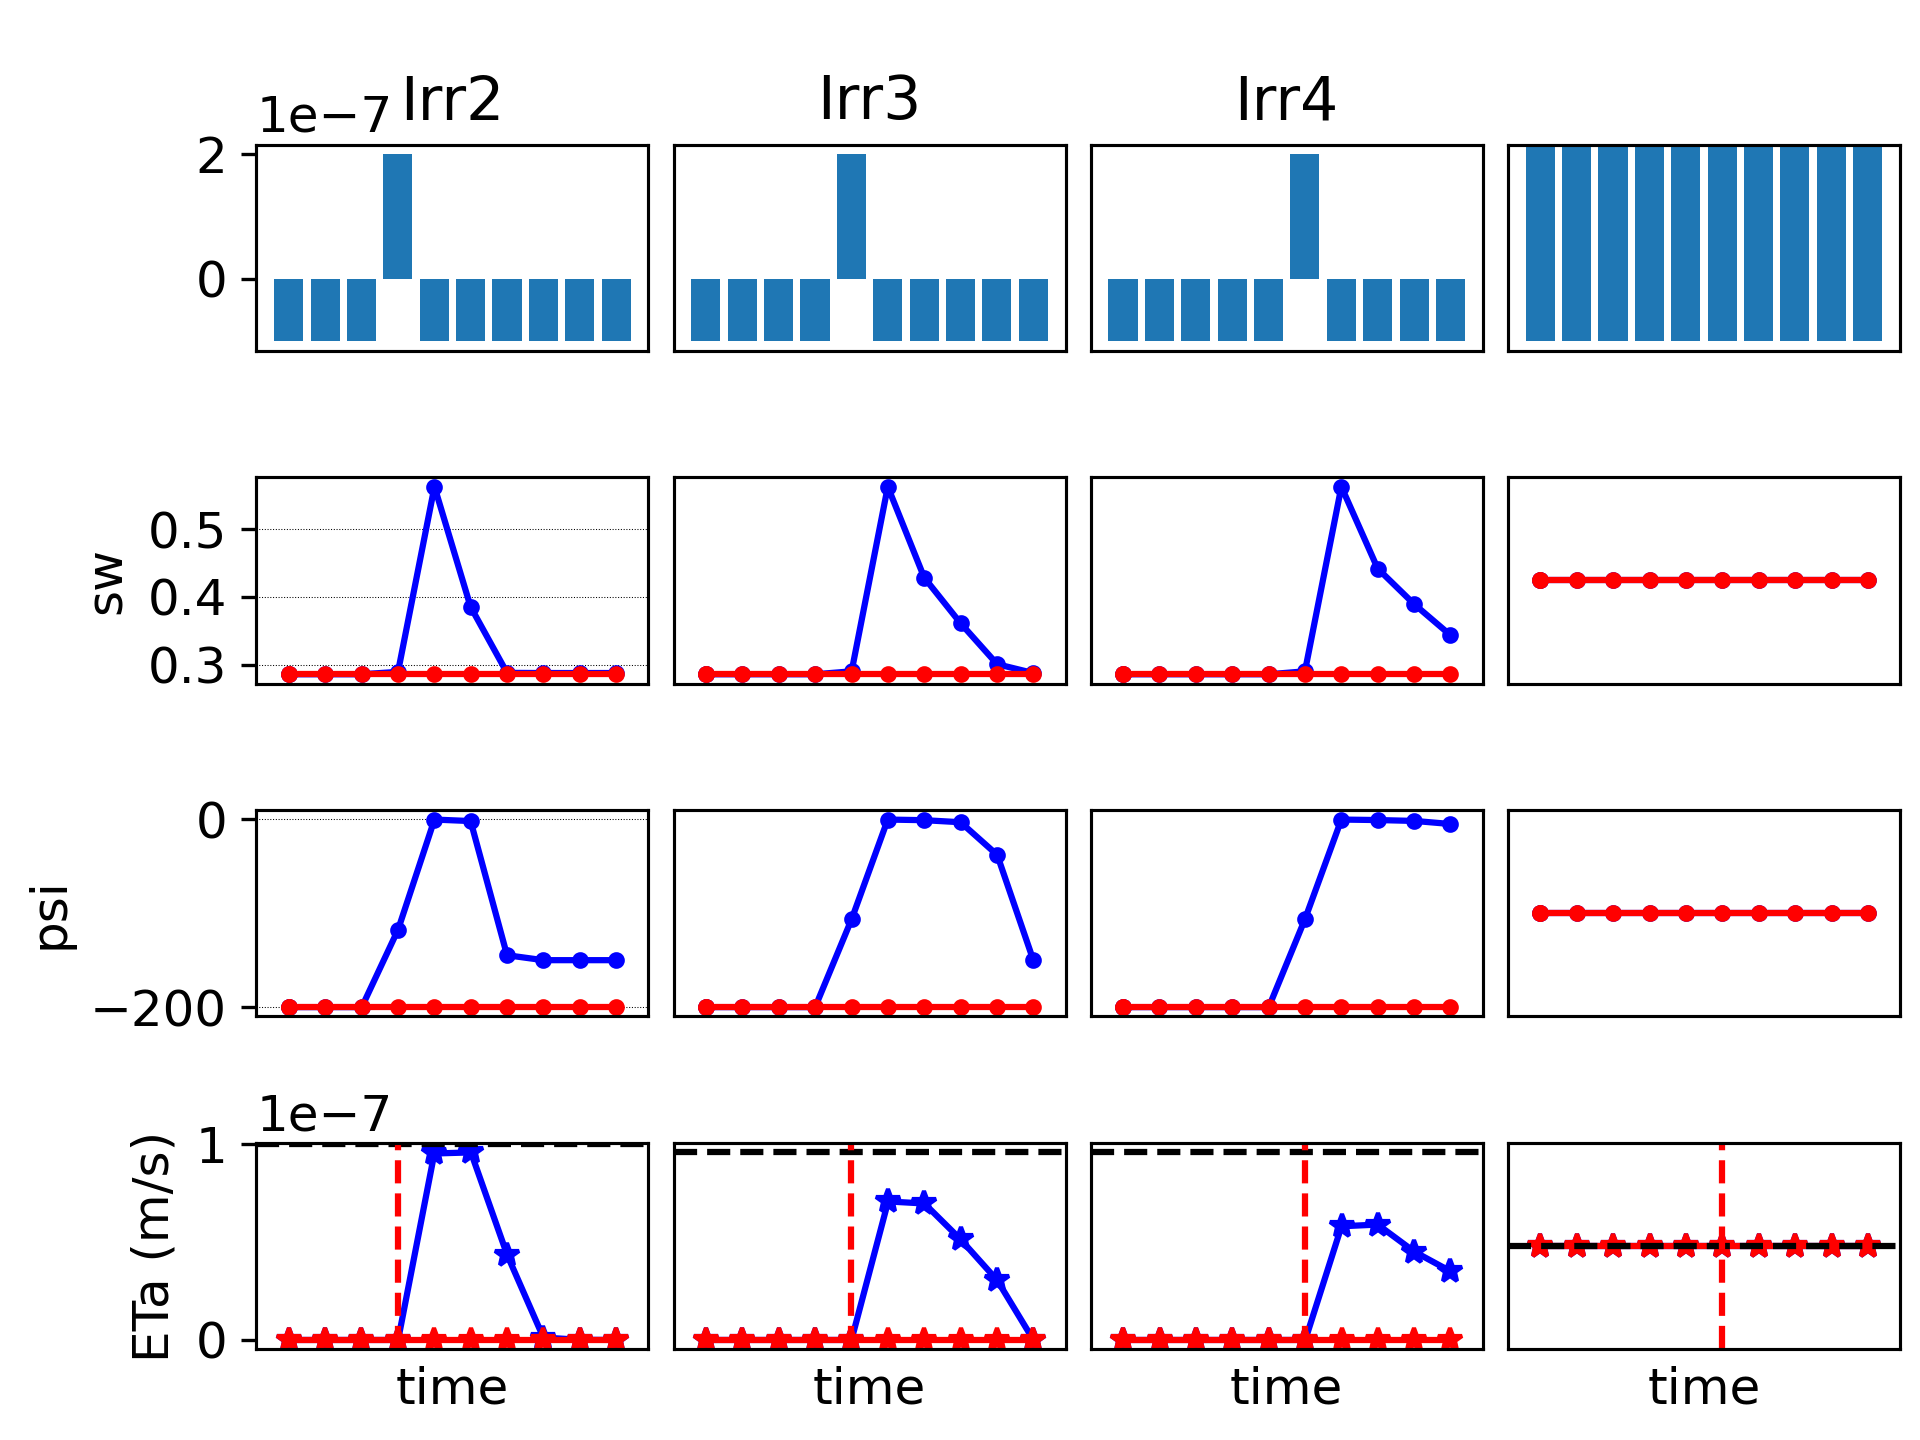 Irr2 Irr3 Irr4
1e−7
2
0
sw
0.5
0.4
0.3
psi
0
−200
1e−7
ETa (m/s)
1
0
time time time time